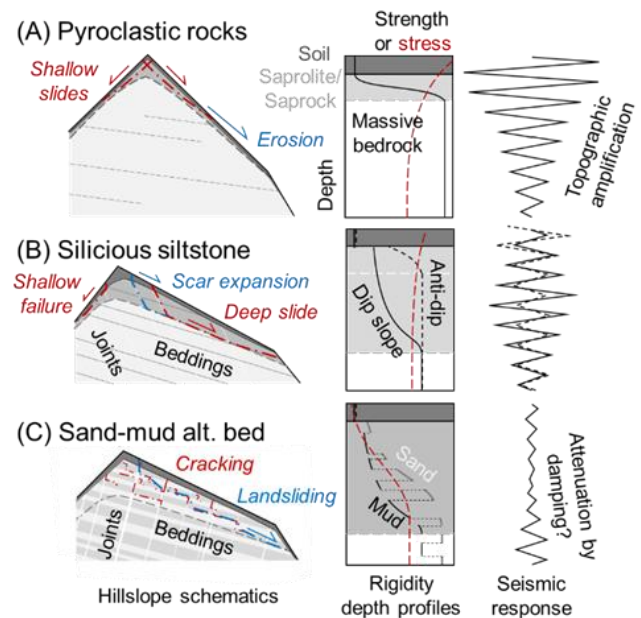 (A) Pyroclastic rocks
Shallow
slides
Erosion
Strength
or stress
Soil
Saprolite/
Saprock
Massive
bedrock
Depth
Topographic
amplification
(B) Silicious siltstone
Shallow
failure
Scar expansion
Deep slide
Joints
Beddings
Dip slope
Anti-dip
(C) Sand-mud alt. bed
Cracking
Landsliding
Joints
Beddings
Sand
Mud
Attenuation by
damping?
Hillslope schematics
Rigidity
depth profiles
Seismic
response